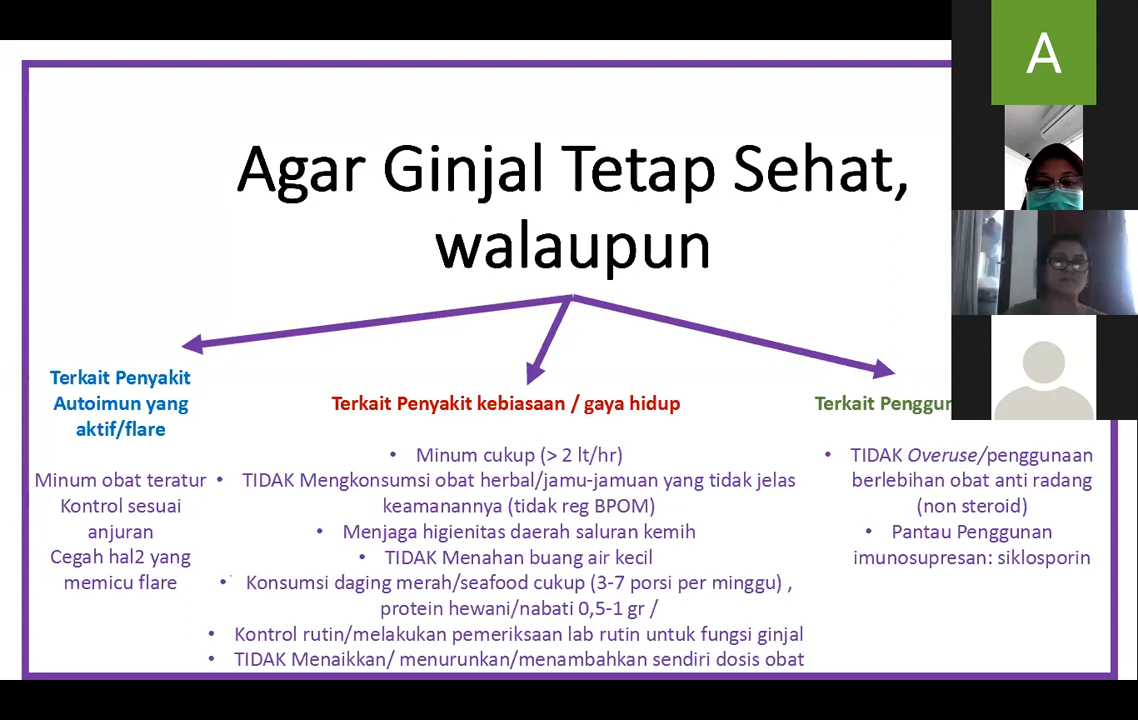 A
Agar Ginjal Tetap Sehat,
walaupun
Terkait Penyakit
Autoimun yang
aktif/flare
Minum obat teratur
Kontrol sesuai
anjuran
Cegah hal2 yang
memicu flare
Terkait Penyakit kebiasaan / gaya hidup
• Minum cukup (> 2 lt/hr)
• TIDAK Mengkonsumsi obat herbal/jamu-jamuan yang tidak jelas
keamanannya (tidak reg BPOM)
• Menjaga higienitas daerah saluran kemih
• TIDAK Menahan buang air kecil
• Konsumsi daging merah/seafood cukup (3-7 porsi per minggu) ,
protein hewani/nabati 0,5-1 gr /
• Kontrol rutin/melakukan pemeriksaan lab rutin untuk fungsi ginjal
• TIDAK Menaikkan/ menurunkan/menambahkan sendiri dosis obat
Terkait
• TIDAK Overuse/penggunaan
berlebihan obat anti radang
(non steroid)
• Pantau Penggunan
imunosupresan: siklosporin